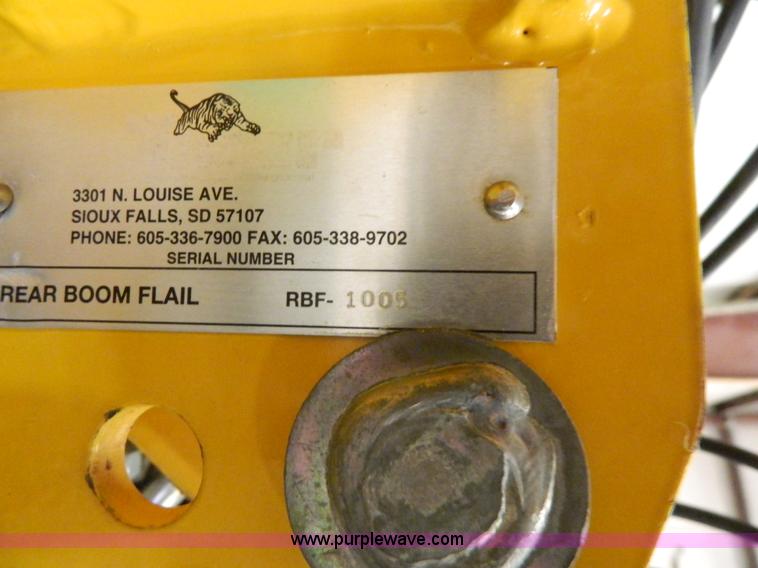 3301 N. LOUISE AVE.
SIOUX FALLS, SD 57107
PHONE: 605-336-7900 FAX: 605-338-9702
SERIAL NUMBER
REAR BOOM FLAIL RBF- 1005
www.purplewave.com